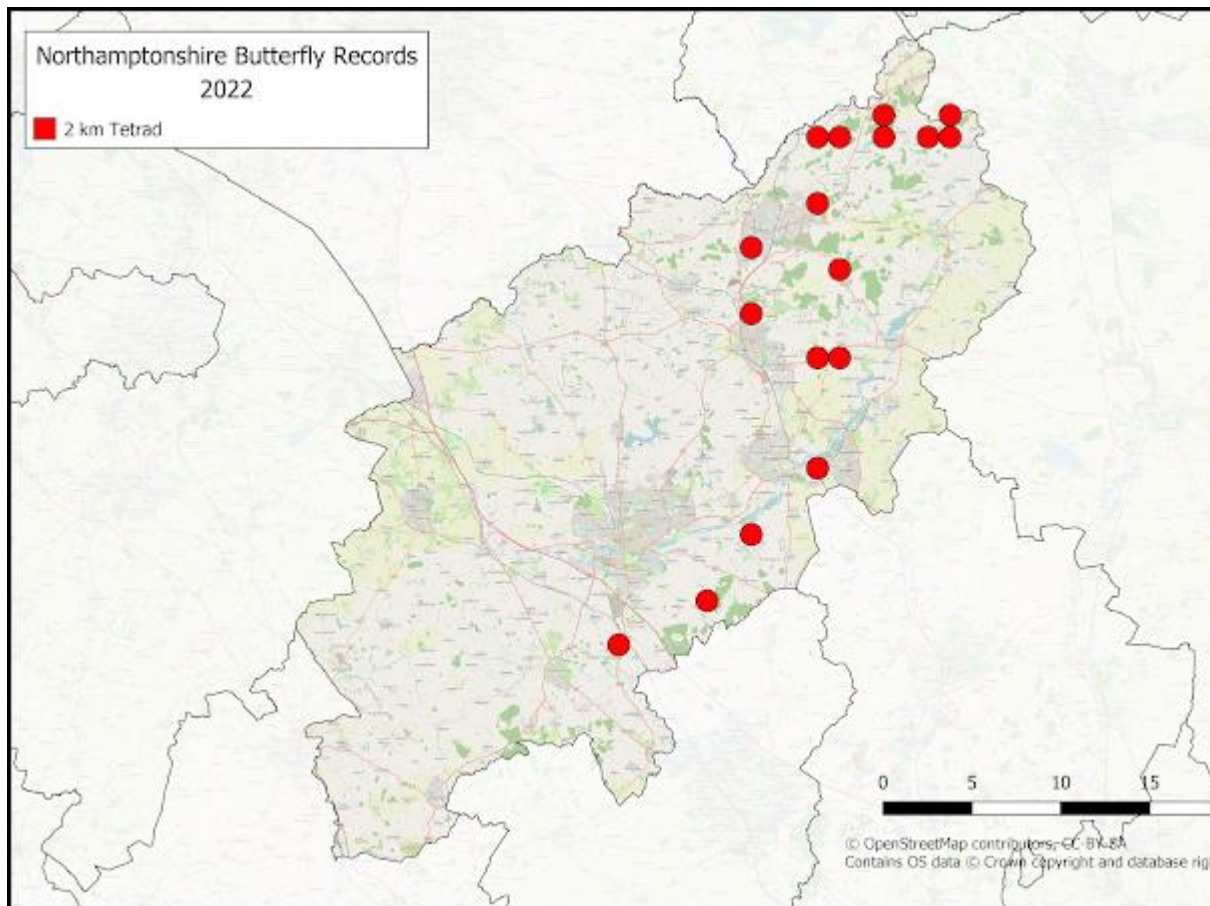 Northamptonshire Butterfly Records
2022
2 km Tetrad
0 5 10 15
© OpenStreetMap contributors, CC-BY-SA
Contains OS data © Crown copyright and database righ